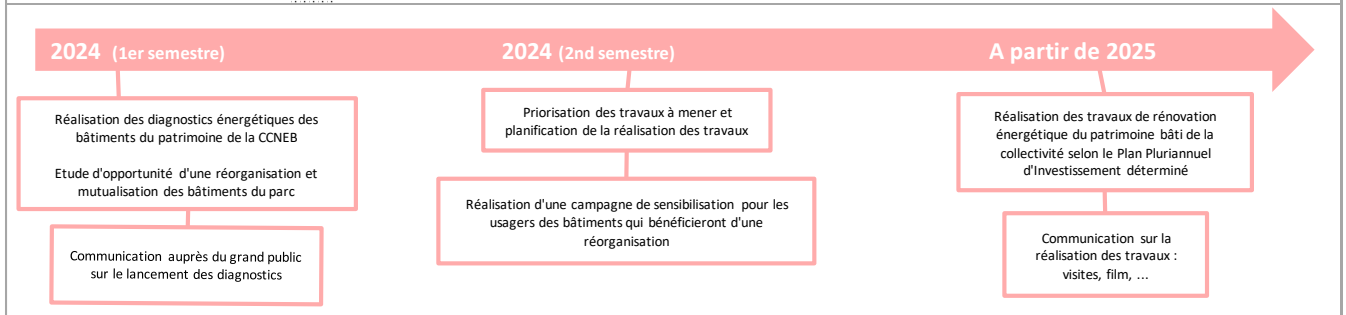 2024 (1er semestre)
2024 (2nd semestre)
A partir de 2025
Réalisation des diagnostics énergétiques des
bâtiments du patrimoine de la CCNEB
Etude d'opportunité d'une réorganisation et
mutualisation des bâtiments du parc
Communication auprès du grand public
sur le lancement des diagnostics
Priorisation des travaux à mener et
planification de la réalisation des travaux
Réalisation d'une campagne de sensibilisation pour les
usagers des bâtiments qui bénéficieront d'une
réorganisation
Réalisation des travaux de rénovation
énergétique du patrimoine bâti de la
collectivité selon le Plan Pluriannuel
d'Investissement déterminé
Communication sur la
réalisation des travaux :
visites, film, ...